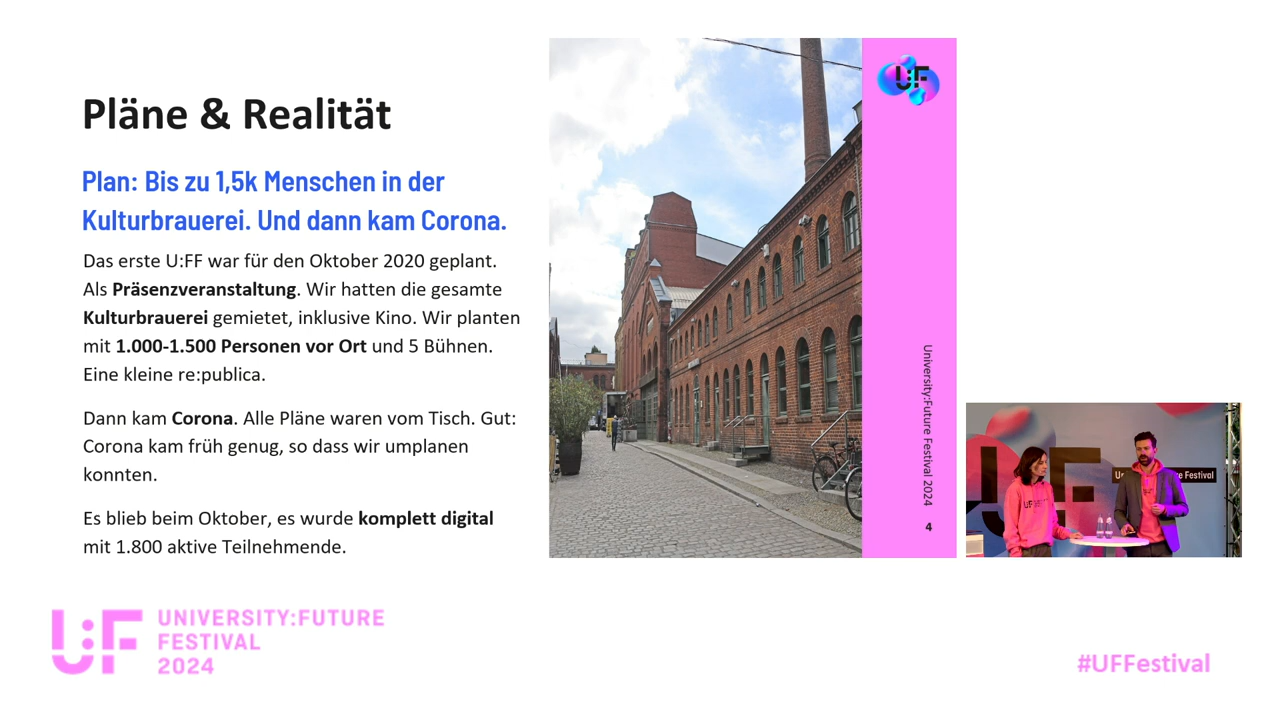 Pläne & Realität
Plan: Bis zu 1,5k Menschen in der
Kulturbrauerei. Und dann kam Corona.
Das erste U:FF war für den Oktober 2020 geplant.
Als Präsenzveranstaltung. Wir hatten die gesamte
Kulturbrauerei gemietet, inklusive Kino. Wir planten
mit 1.000-1.500 Personen vor Ort und 5 Bühnen.
Eine kleine re:publica.
Dann kam Corona. Alle Pläne waren vom Tisch. Gut:
Corona kam früh genug, so dass wir umplanen
konnten.
Es blieb beim Oktober, es wurde komplett digital
mit 1.800 aktive Teilnehmende.
U:F
University:Future Festival 2024
4
U:F
Festival
U:F
UNIVERSITY:FUTURE
FESTIVAL
2024
#UFFestival